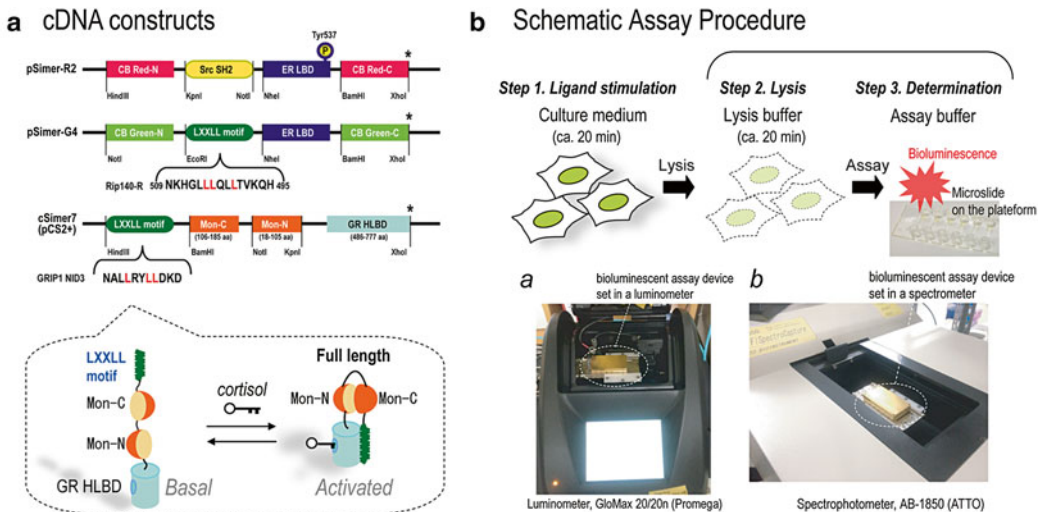 a cDNA constructs
Tyr537
P
*
pSimer-R2
CB Red-N
Src SH2
ER LBD
CB Red-C
HindIII
KpnI
NotI
NheI
BamHI
XhoI
*
pSimer-G4
CB Green-N
LXXLL motif
ER LBD
CB Green-C
NotI
EcoRI
NheI
BamHI
XhoI
Rip140-R 509 NKHGLLLQLLTVKQH 495
*
cSimer7
(pCS2+)
LXXLL motif
Mon-C
(106-185 aa)
Mon-N
(18-105 aa)
GR HLBD
(486-777 aa)
HindIII
BamHI
NotI
KpnI
XhoI
GRIP1 NID3 NALLRYLLDKD
LXXLL
motif
Mon-C
Mon-N
GR HLBD
Basal
cortisol
Full length
Mon-N
Mon-C
Activated
b Schematic Assay Procedure
Step 1. Ligand stimulation
Culture medium
(ca. 20 min)
Lysis
Step 2. Lysis
Lysis buffer
(ca. 20 min)
Assay
Step 3. Determination
Assay buffer
Bioluminescence
Microslide
on the plateform
a
bioluminescent assay device
set in a luminometer
Luminometer, GloMax 20/20n (Promega)
b
bioluminescent assay device
set in a spectrometer
Spectrophotometer, AB-1850 (ATTO)